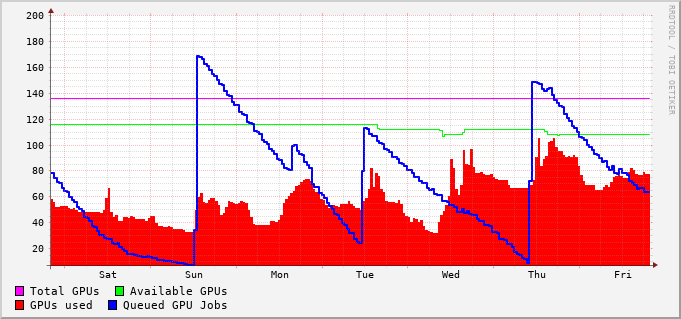 200
180
160
140
120
100
80
60
40
20
Sat Sun Mon Tue Wed Thu Fri
Total GPUs Available GPUs
GPUs used Queued GPU Jobs
RRDTOOL / TOBI OETIKER